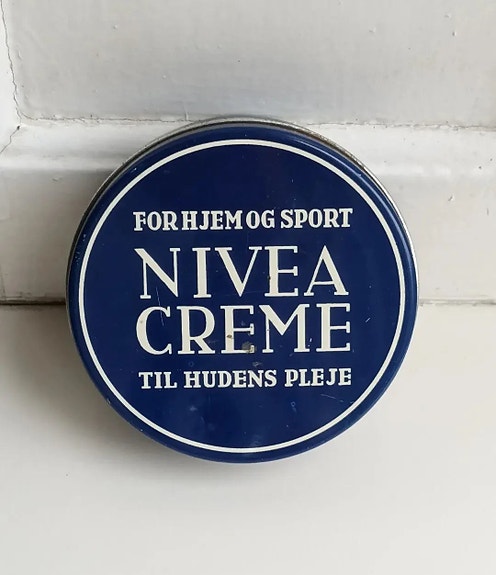 FOR HJEM OG SPORT
NIVEA
CREME
TIL HUDENS PLEJE